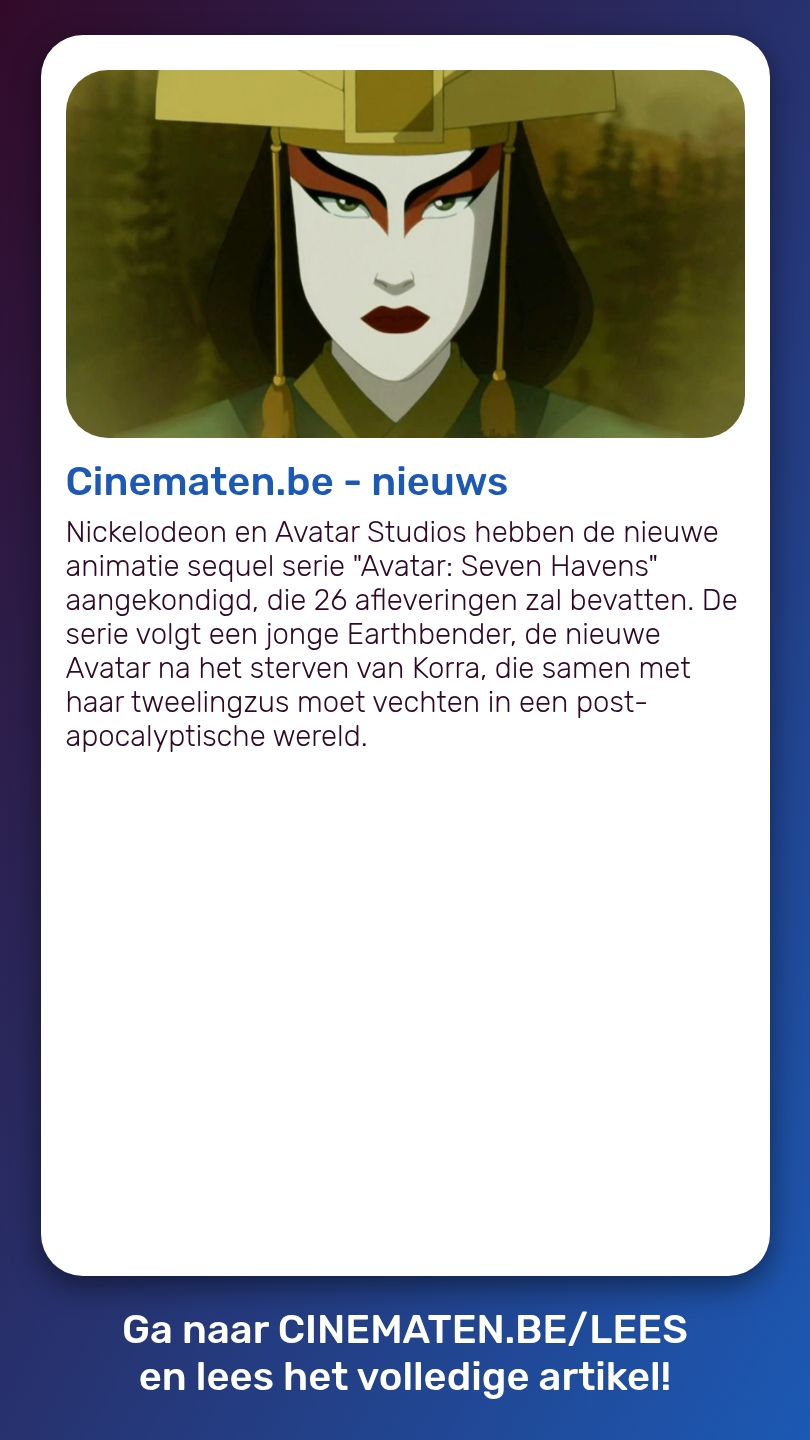 Cinematen.be - nieuws
Nickelodeon en Avatar Studios hebben de nieuwe
animatie sequel serie "Avatar: Seven Havens"
aangekondigd, die 26 afleveringen zal bevatten. De
serie volgt een jonge Earthbender, de nieuwe
Avatar na het sterven van Korra, die samen met
haar tweelingzus moet vechten in een post-
apocalyptische wereld.
Ga naar CINEMATEN.BE/LEES
en lees het volledige artikel!